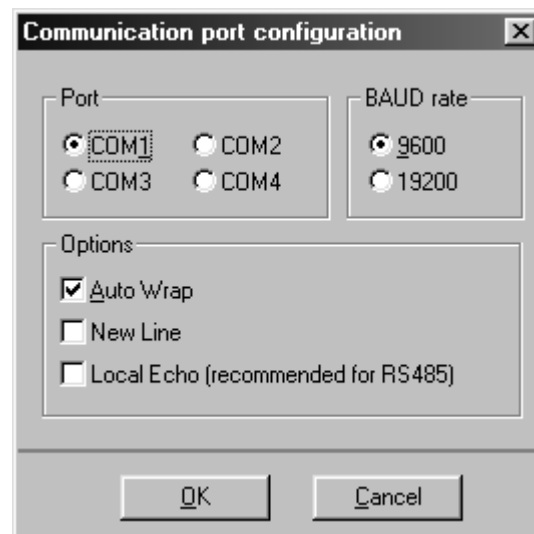 Communication port configuration
Port
BAUD rate
COM1 COM2
9600
COM3 COM4
19200
Options
Auto Wrap
New Line
Local Echo (recommended for RS485)
OK Cancel